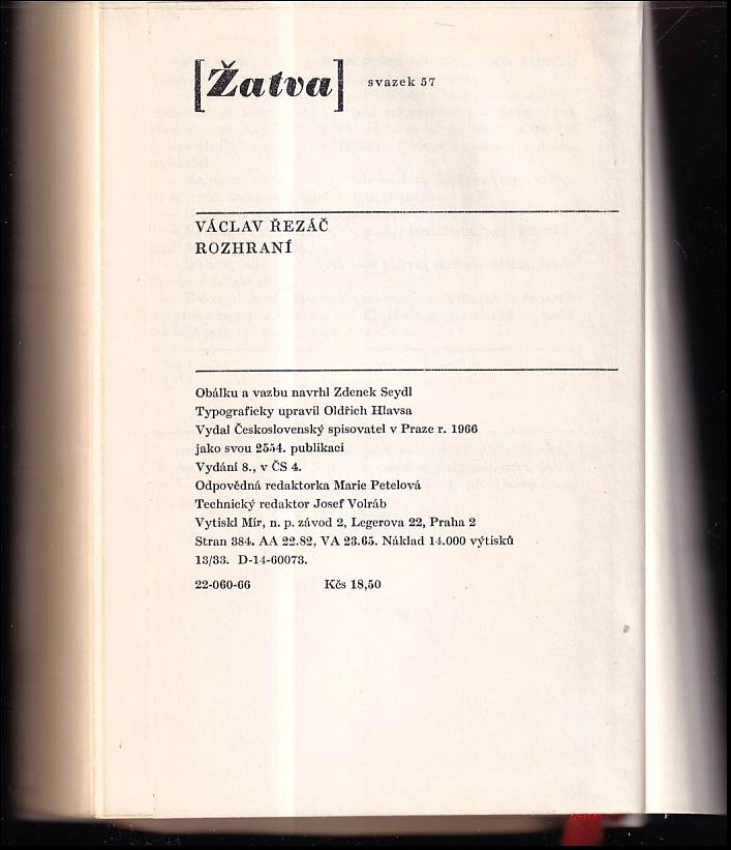 [Žatva] svazek 57
VÁCLAV ŘEZÁČ
ROZHRANÍ
Obálku a vazbu navrhl Zdenek Seydl
Typograficky upravil Oldřich Hlavsa
Vydal Československý spisovatel v Praze r. 1966
jako svou 2554. publikaci
Vydání 8., v ČS 4.
Odpovědná redaktorka Marie Petelová
Technický redaktor Josef Volráb
Vytiskl Mír, n. p. závod 2, Legerova 22, Praha 2
Stran 384. AA 22.82, VA 23.65. Náklad 14.000 výtisků
13/33. D-14-60073.
22-060-66 Kčs 18,50